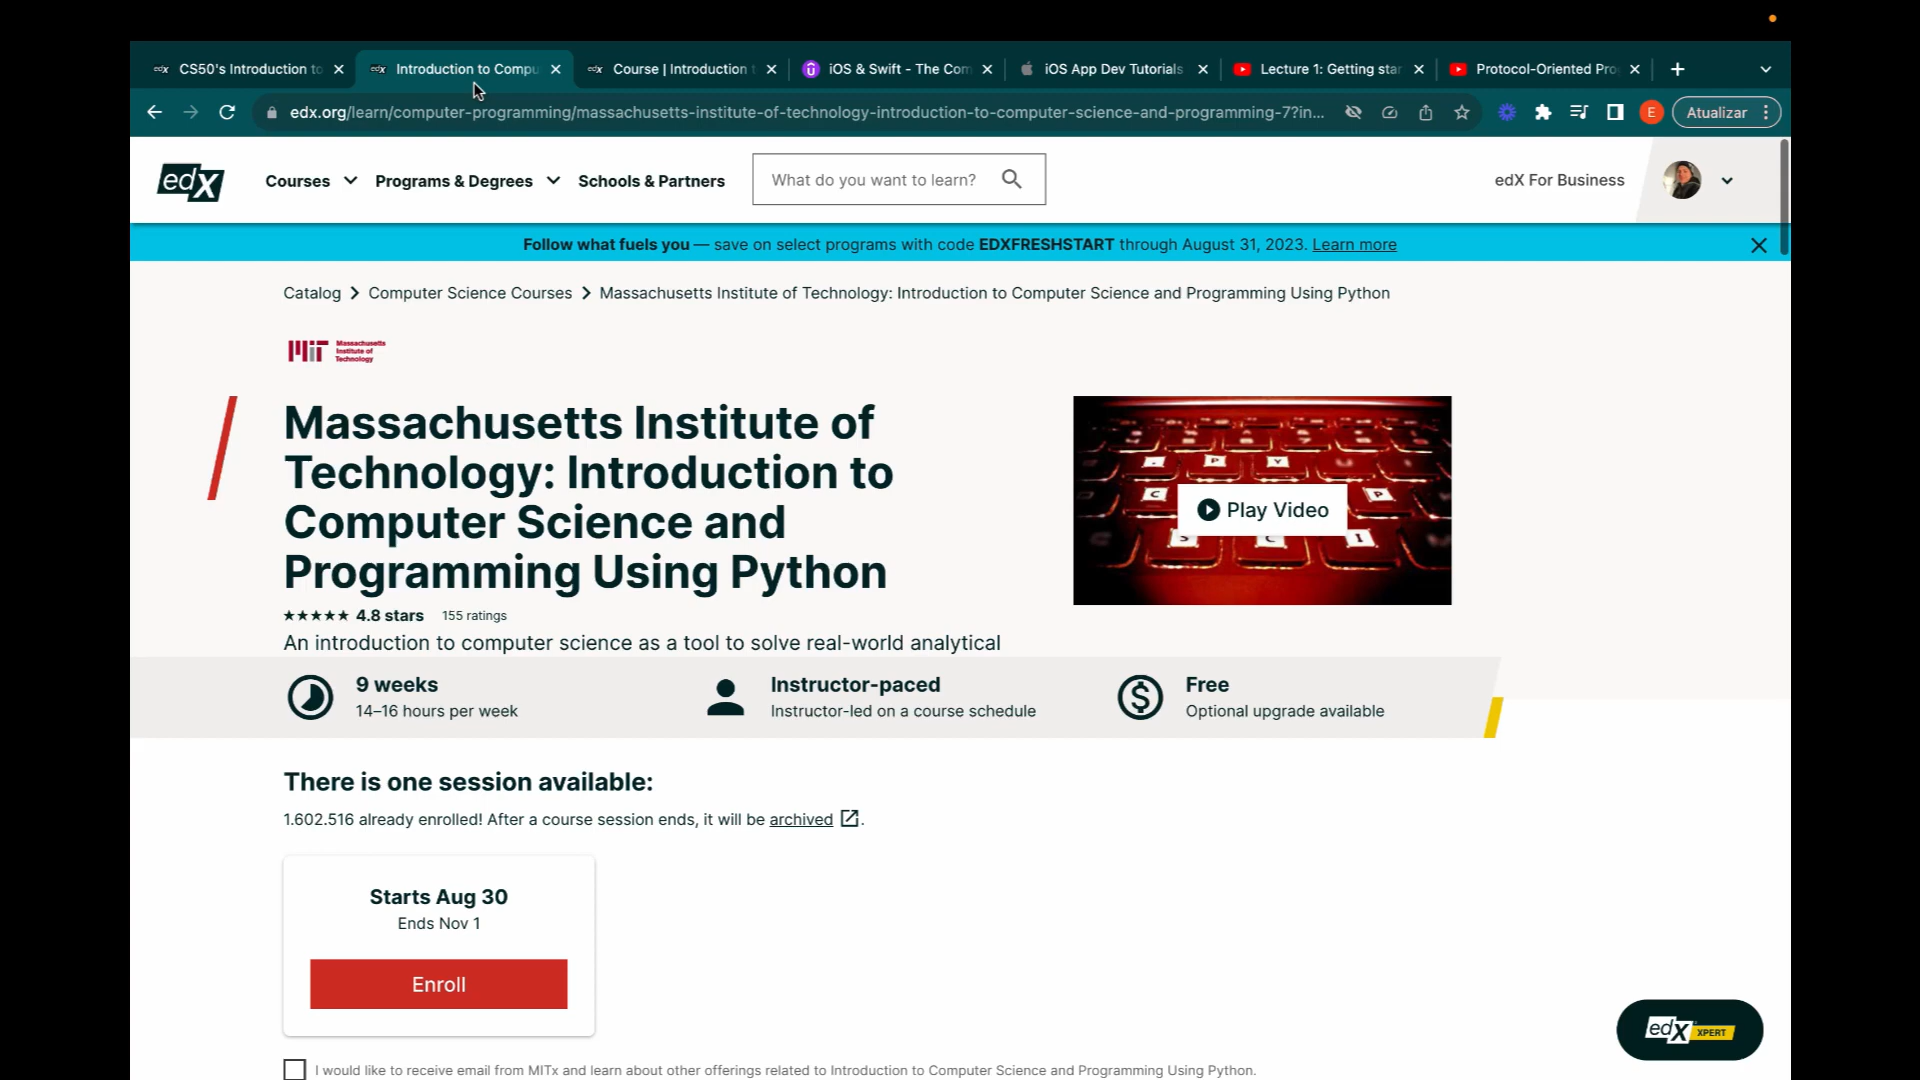 CS50's Introduction to
Introduction to Compu
Course | Introduction t
iOS & Swift - The Com
iOS App Dev Tutorials
Lecture 1: Getting star
Protocol-Oriented Pro
edx.org/learn/computer-programming/massachusetts-institute-of-technology-introduction-to-computer-science-and-programming-7?in...
E
Atualizar
edX
Courses
Programs & Degrees
Schools & Partners
What do you want to learn?
edX For Business
Follow what fuels you — save on select programs with code EDXFRESHSTART through August 31, 2023. Learn more
Catalog > Computer Science Courses > Massachusetts Institute of Technology: Introduction to Computer Science and Programming Using Python
MIT
Massachusetts
Institute of
Technology
Massachusetts Institute of
Technology: Introduction to
Computer Science and
Programming Using Python
4.8 stars 155 ratings
An introduction to computer science as a tool to solve real-world analytical
Play Video
9 weeks
14–16 hours per week
Instructor-paced
Instructor-led on a course schedule
Free
Optional upgrade available
There is one session available:
1.602.516 already enrolled! After a course session ends, it will be archived.
Starts Aug 30
Ends Nov 1
Enroll
edX XPERT
I would like to receive email from MITx and learn about other offerings related to Introduction to Computer Science and Programming Using Python.